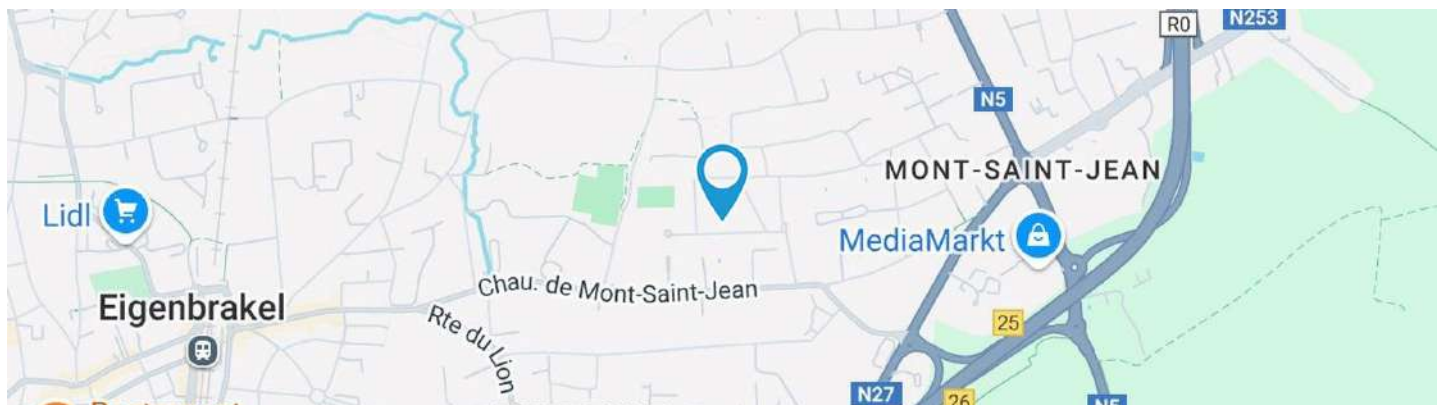 R0
N253
N5
MONT-SAINT-JEAN
Lidl
MediaMarkt
Chau. de Mont-Saint-Jean
Eigenbrakel
Rte du Lion
25
N27
26
N5